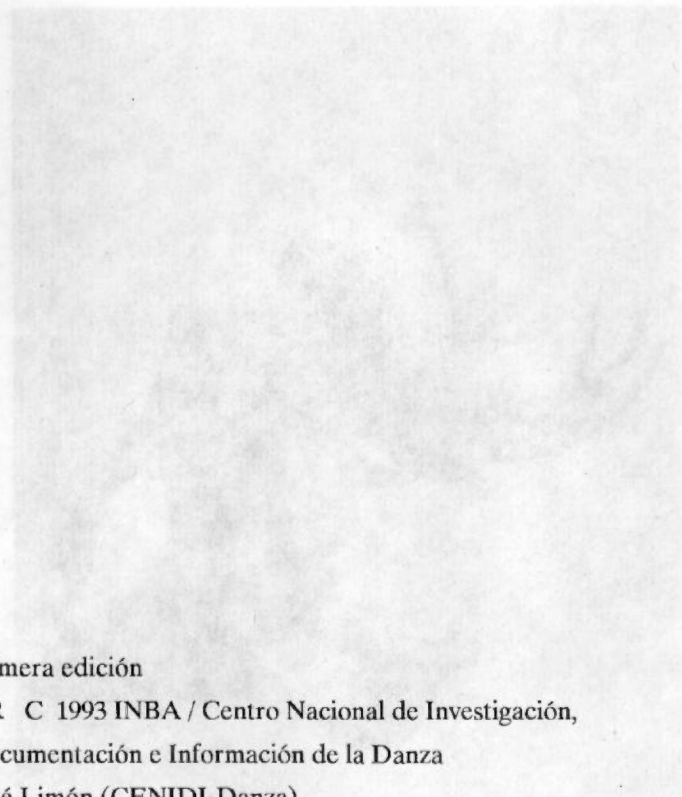 mera edición
C 1993 INBA / Centro Nacional de Investigación,
cumentación e Información de la Danza
é Limón (CENIDI-Danza)